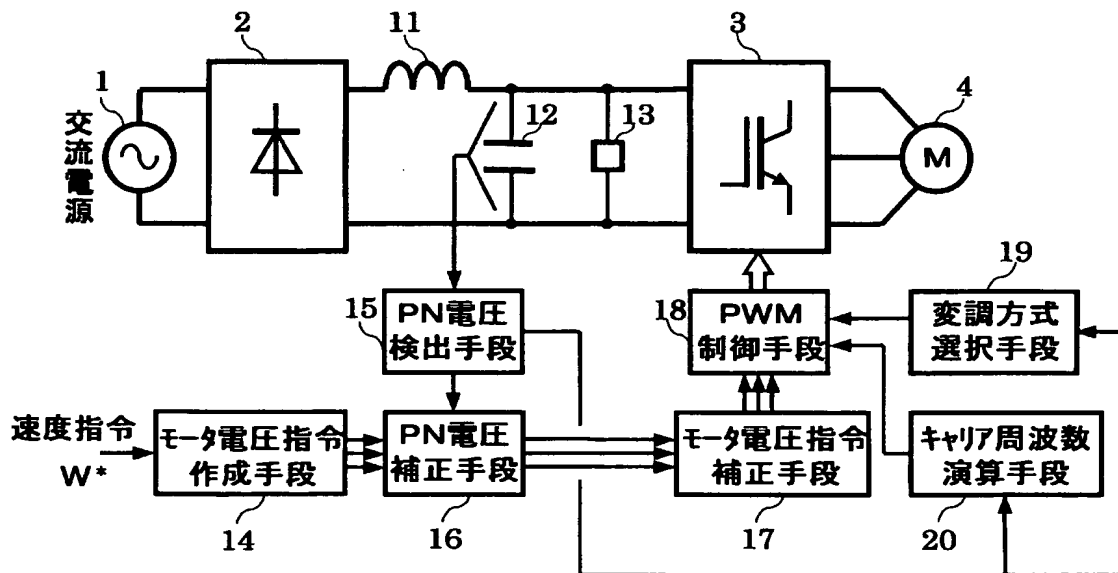 2
11
3
1
12
13
4
交流電源
M
19
15
PN電圧
検出手段
18
PWM
制御手段
変調方式
選択手段
速度指令
W*
モータ電圧指令
作成手段
PN電圧
補正手段
モータ電圧指令
補正手段
キャリア周波数
演算手段
14
16
17
20